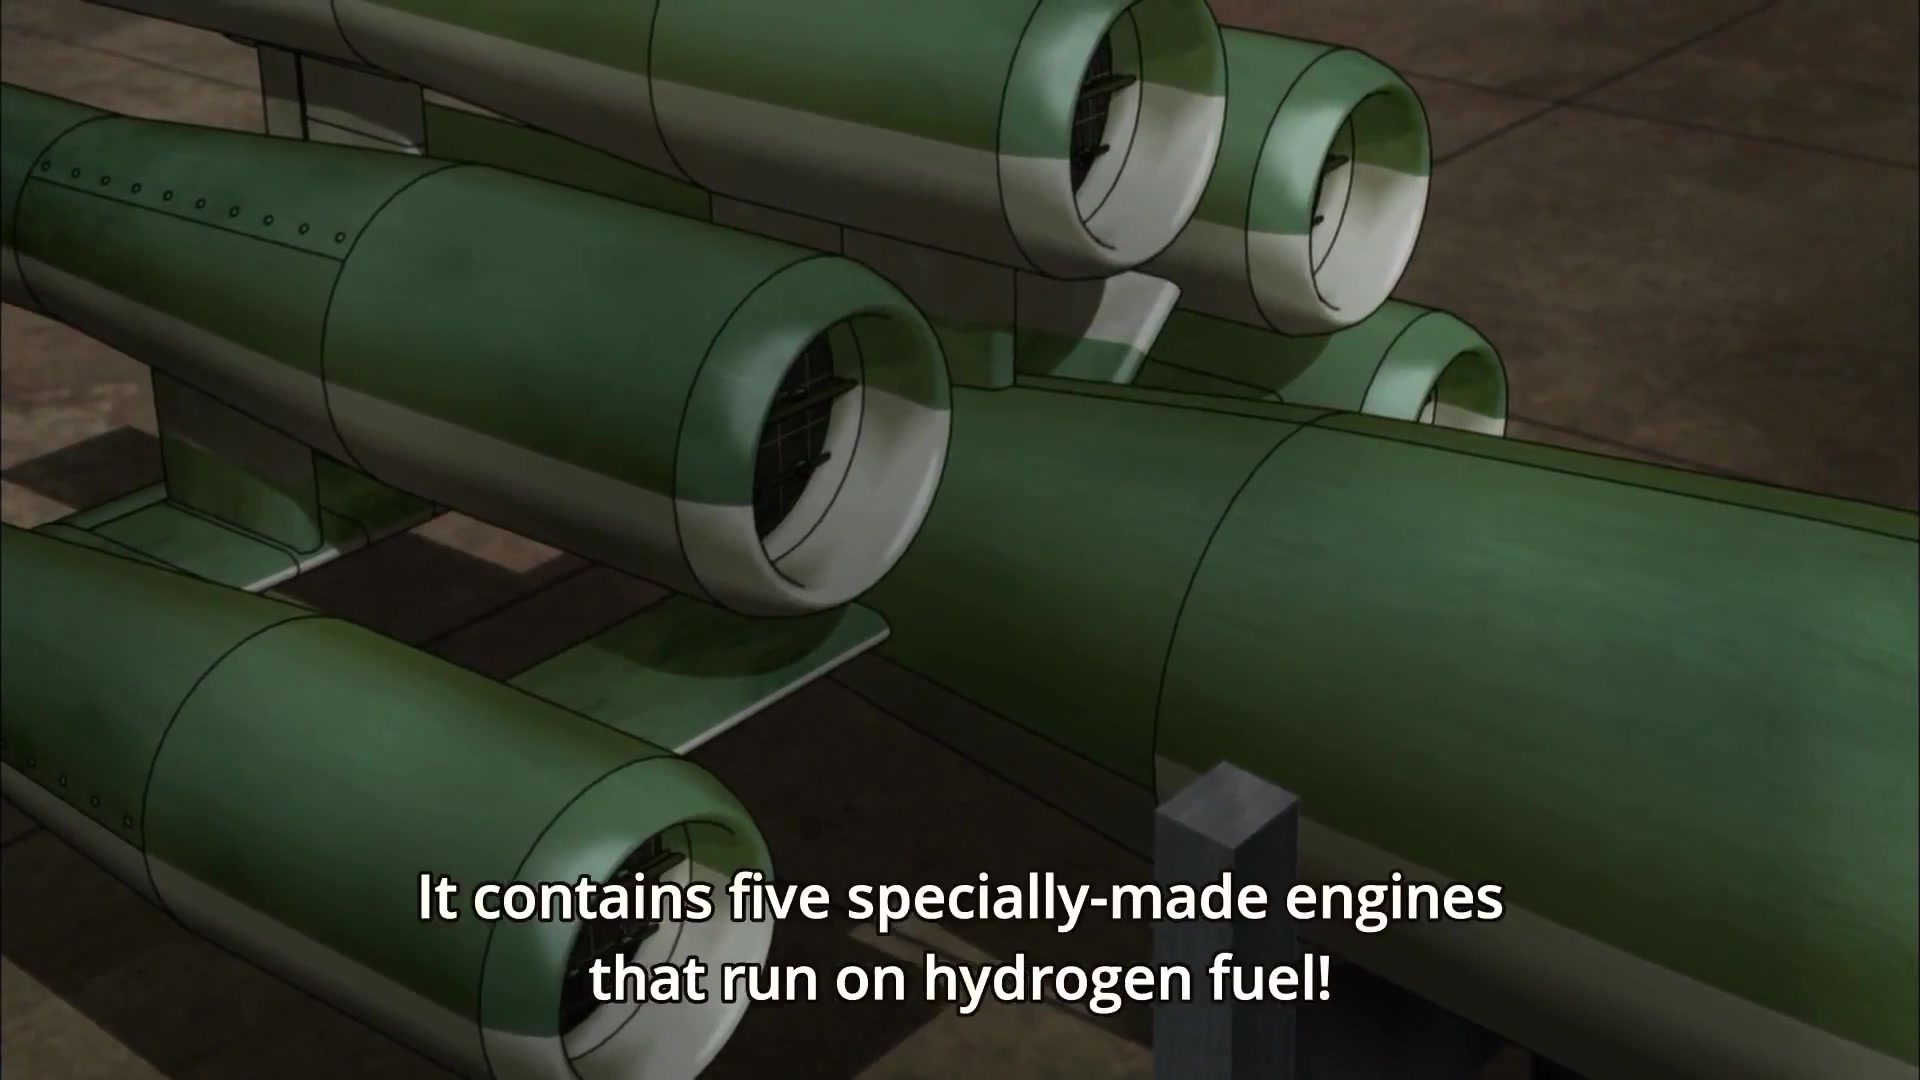 It contains five specially-made engines
that run on hydrogen fuel!